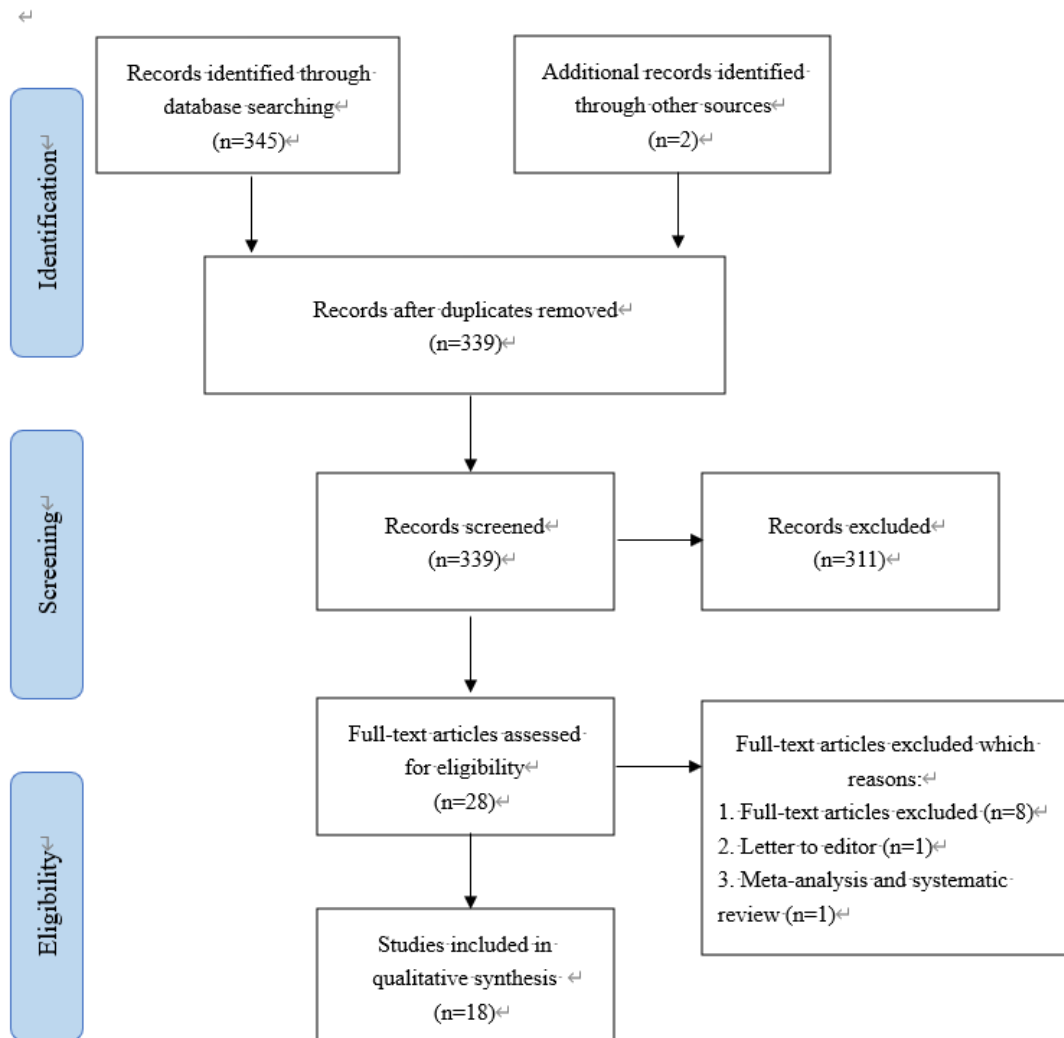 Records identified through
database searching
(n=345)
Additional records identified
through other sources
(n=2)
Identification
Records after duplicates removed
(n=339)
Screening
Records screened
(n=339)
Records excluded
(n=311)
Full-text articles assessed
for eligibility
(n=28)
Full-text articles excluded which
reasons:
1. Full-text articles excluded (n=8)
2. Letter to editor (n=1)
3. Meta-analysis and systematic
review (n=1)
Eligibility
Studies included in
qualitative synthesis
(n=18)